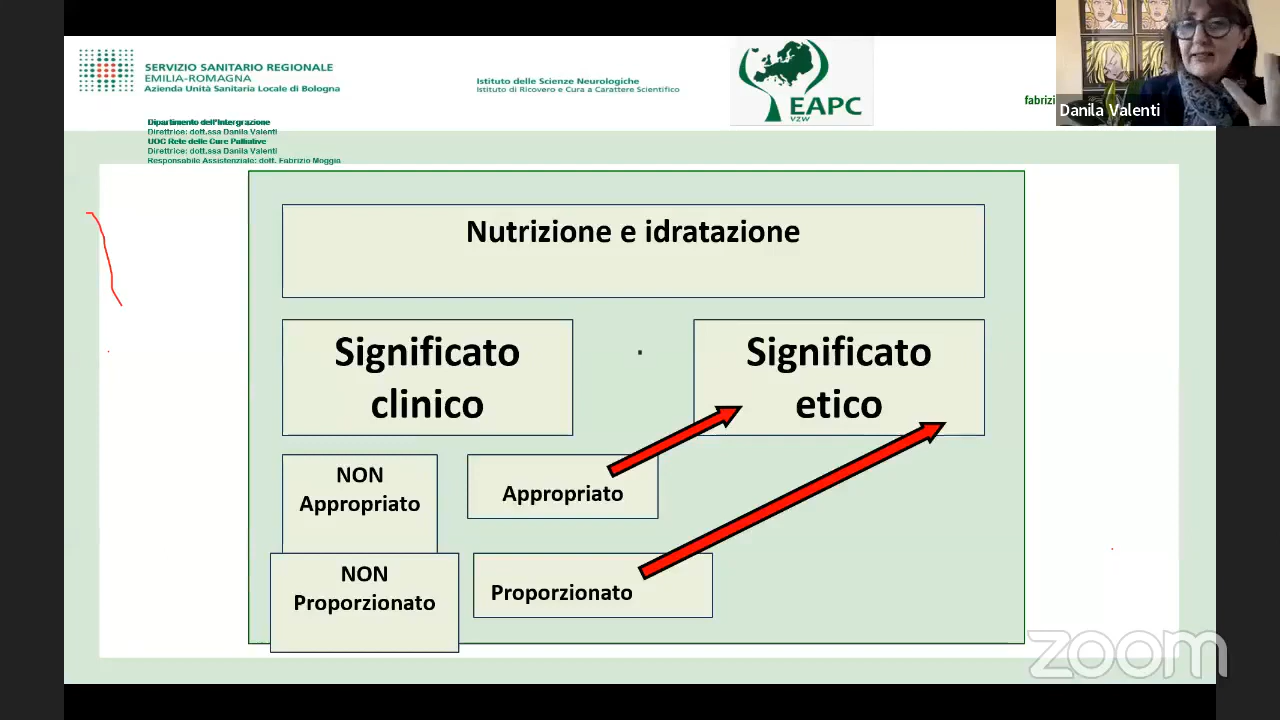 SERVIZIO SANITARIO REGIONALE
EMILIA-ROMAGNA
Azienda Unità Sanitaria Locale di Bologna
Istituto delle Scienze Neurologiche
Istituto di Ricovero e Cura a Carattere Scientifico
EAPC
VZW
fabrizi
Danila Valenti
Dipartimento dell'Intergrazione
Direttrice: dott.ssa Danila Valenti
UOC Rete delle Cure Palliative
Direttrice: dott.ssa Danila Valenti
Responsabile Assistenziale: dott. Fabrizio Moggia
Nutrizione e idratazione
Significato
clinico
Significato
etico
NON
Appropriato
Appropriato
NON
Proporzionato
Proporzionato
zoom